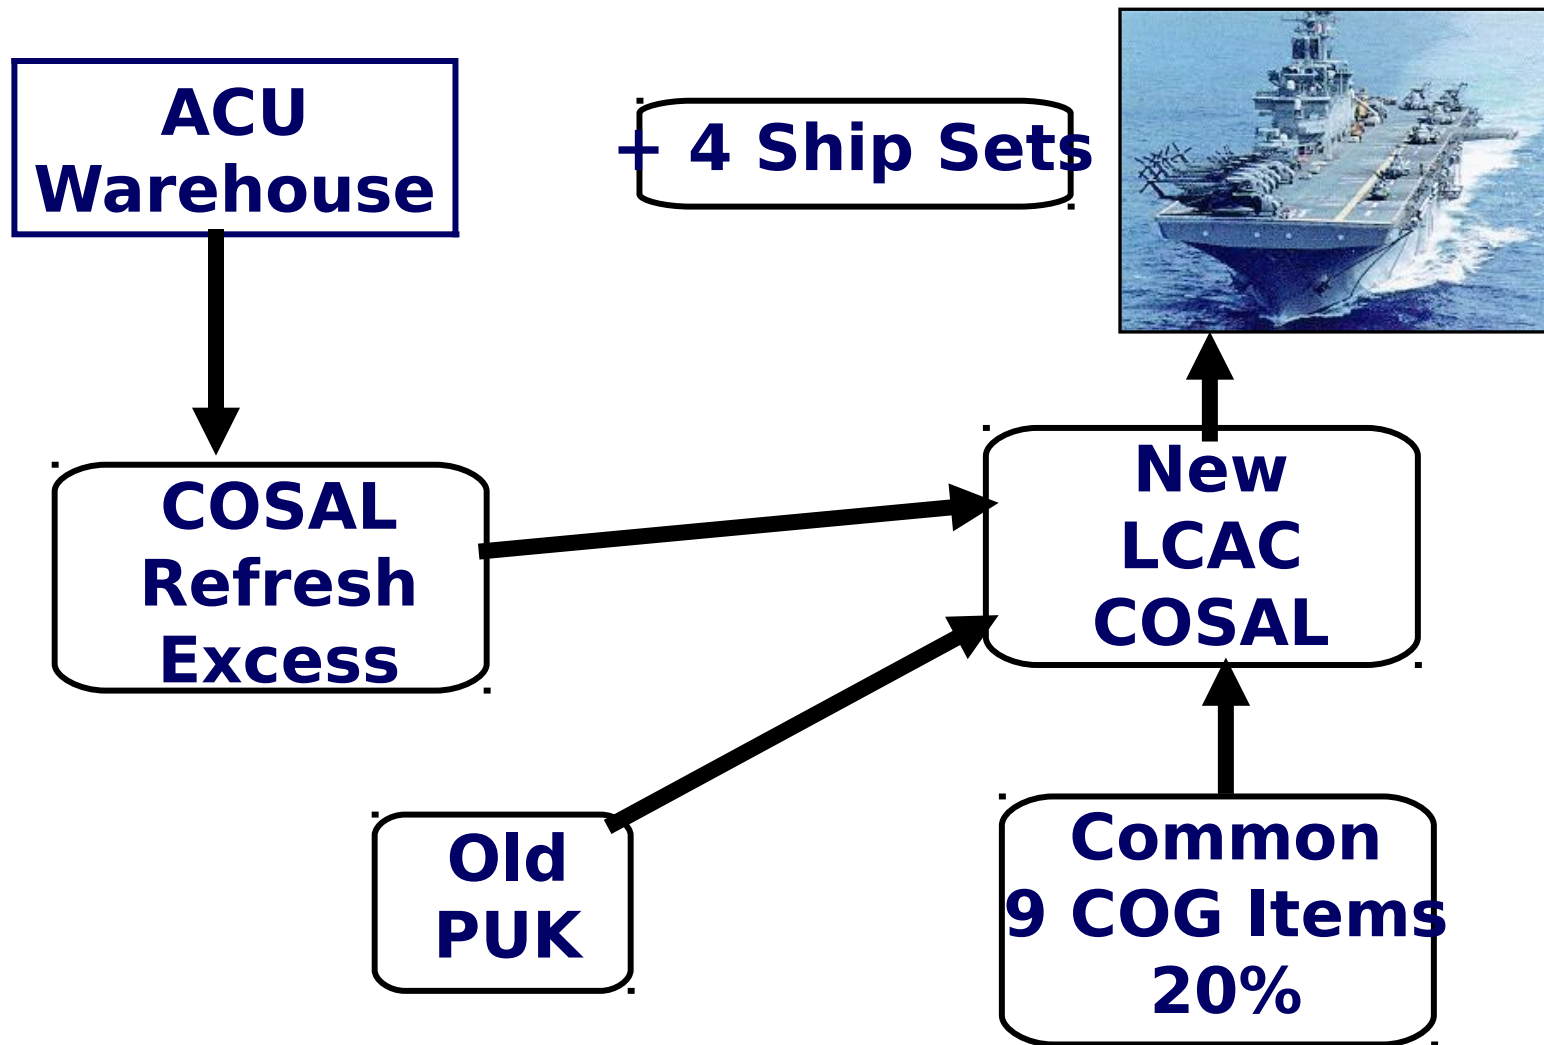 ACU
Warehouse
+ 4 Ship Sets
COSAL
Refresh
Excess
New
LCAC
COSAL
Old
PUK
Common
9 COG Items
20%